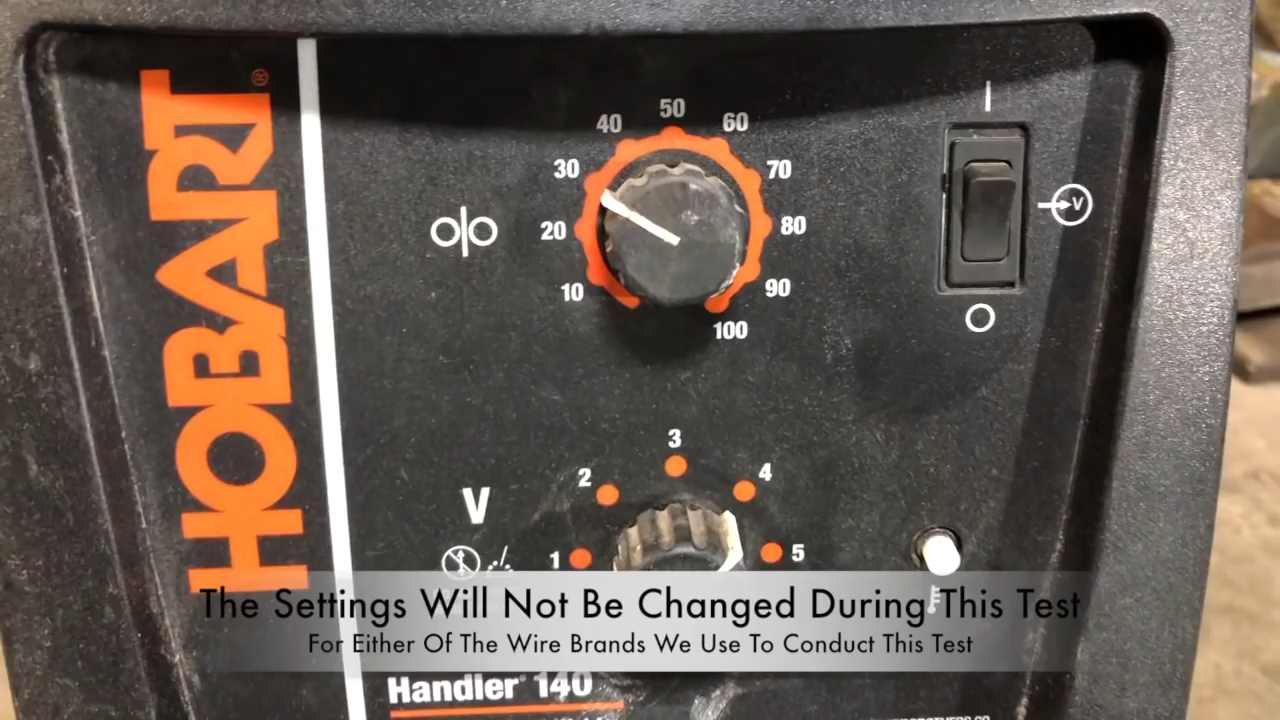 HOBART®
50
40
60
30
70
20
80
10
90
100
V
3
2
4
V
1
5
The Settings Will Not Be Changed During This Test
For Either Of The Wire Brands We Use To Conduct This Test
Handler® 140